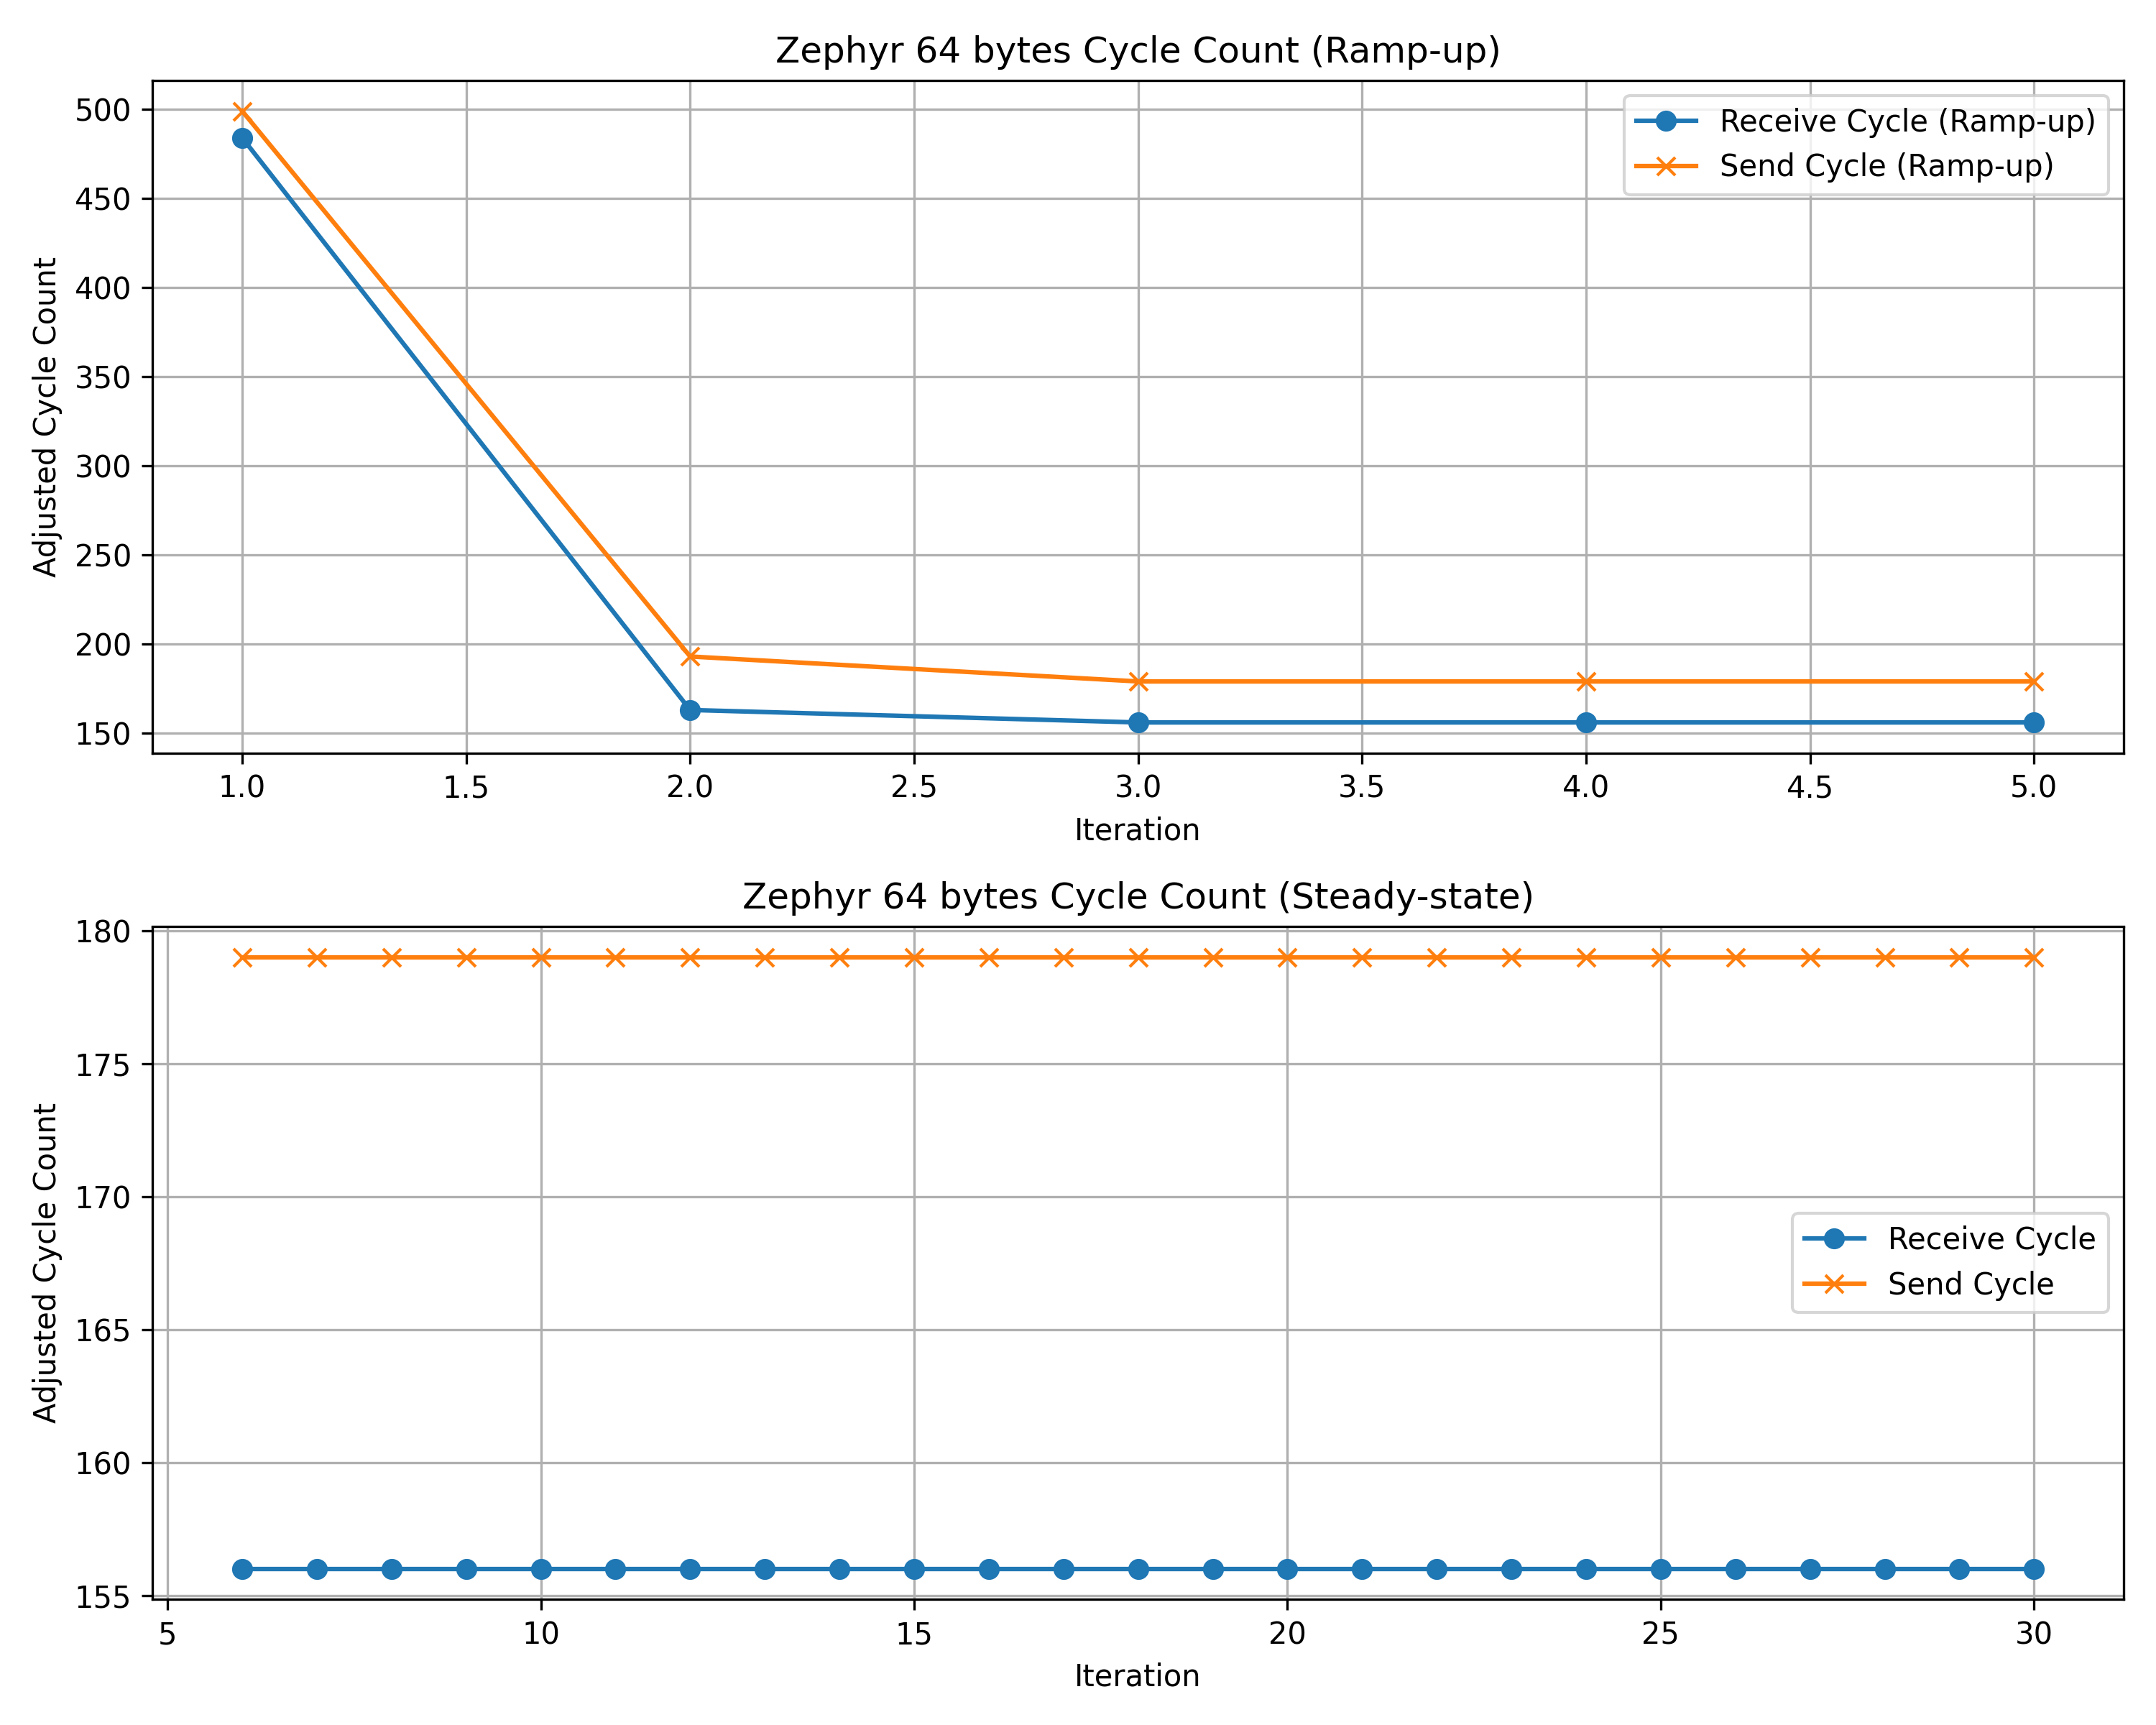 Zephyr 64 bytes Cycle Count (Ramp-up)
Adjusted Cycle Count
500
450
400
350
300
250
200
150
Receive Cycle (Ramp-up)
Send Cycle (Ramp-up)
1.0 1.5 2.0 2.5 3.0 3.5 4.0 4.5 5.0
Iteration
Zephyr 64 bytes Cycle Count (Steady-state)
Adjusted Cycle Count
180
175
170
165
160
155
Receive Cycle
Send Cycle
5 10 15 20 25 30
Iteration